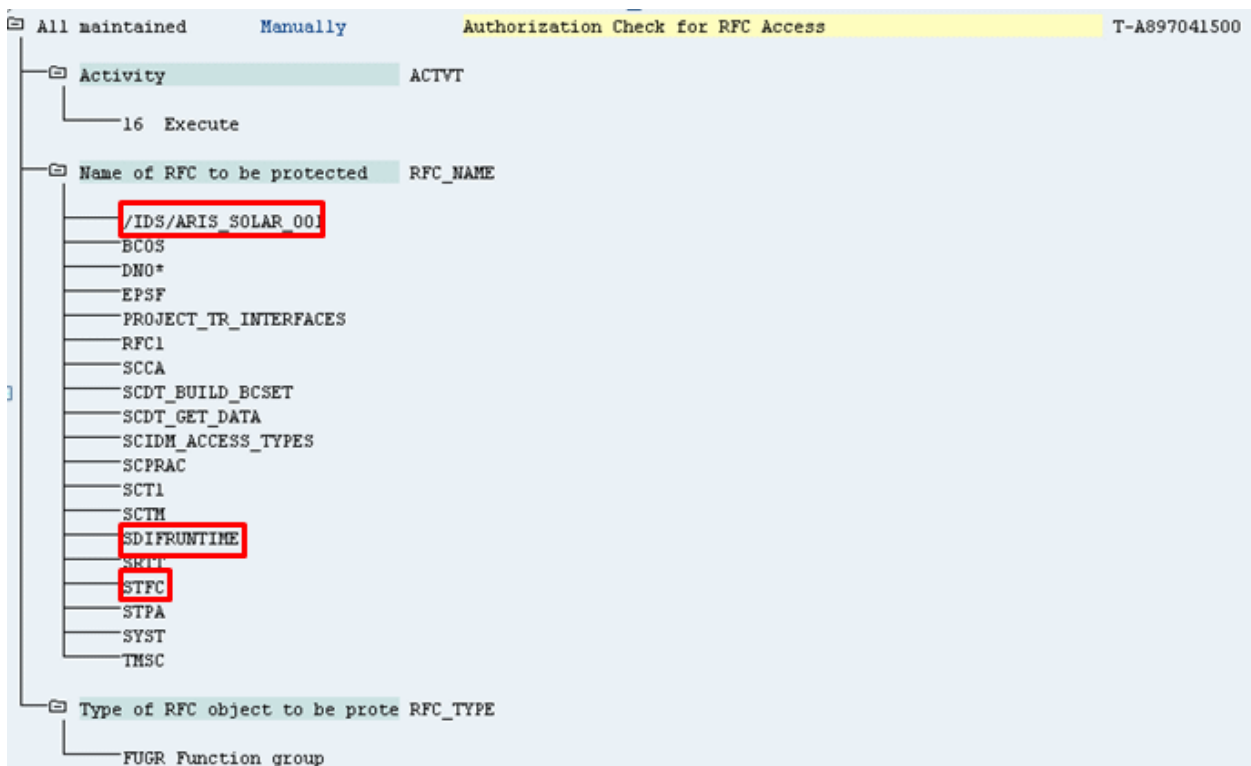 All maintained Manually Authorization Check for RFC Access T-A897041500
Activity ACTVT
16 Execute
Name of RFC to be protected RFC_NAME
/IDS/ARIS_SOLAR_001
BCOS
DNO*
EPSF
PROJECT_TR_INTERFACES
RFC1
SCCA
SCDT_BUILD_BCSET
SCDT_GET_DATA
SCIDM_ACCESS_TYPES
SCPRAC
SCT1
SCTM
SDIFRUNTIME
SRTT
STFC
STPA
SYST
TMSC
Type of RFC object to be prote RFC_TYPE
FUGR Function group